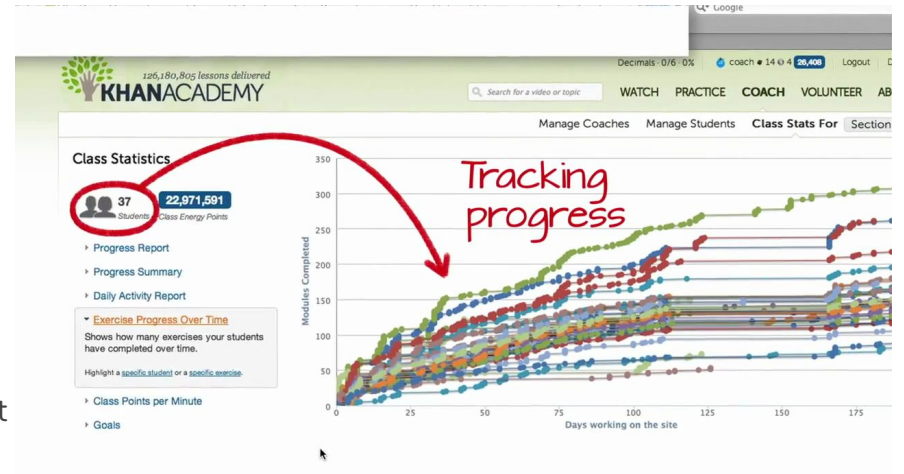 Google
Decimals · 0/6 · 0%
coach
14
4
26,408
Logout
126,180,805 lessons delivered
KHANACADEMY
Search for a video or topic
WATCH
PRACTICE
COACH
VOLUNTEER
AB
Manage Coaches
Manage Students
Class Stats For
Section
Class Statistics
37
Students
22,971,591
Class Energy Points
Progress Report
Progress Summary
Daily Activity Report
Exercise Progress Over Time
Shows how many exercises your students
have completed over time.
Highlight a specific student or a specific exercise.
Class Points per Minute
Goals
t
Tracking
progress
Modules Completed
350
300
250
200
150
100
50
0
0
25
50
75
100
125
150
175
Days working on the site